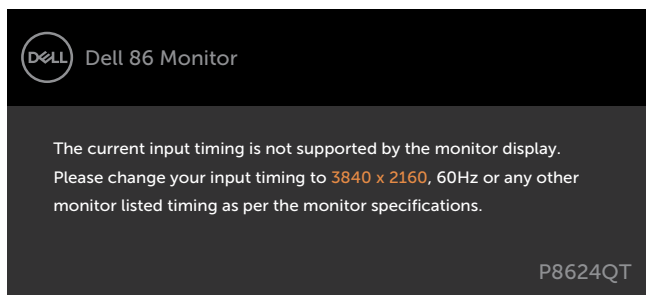 DELL Dell 86 Monitor
The current input timing is not supported by the monitor display.
Please change your input timing to 3840 x 2160, 60Hz or any other
monitor listed timing as per the monitor specifications.
P8624QT